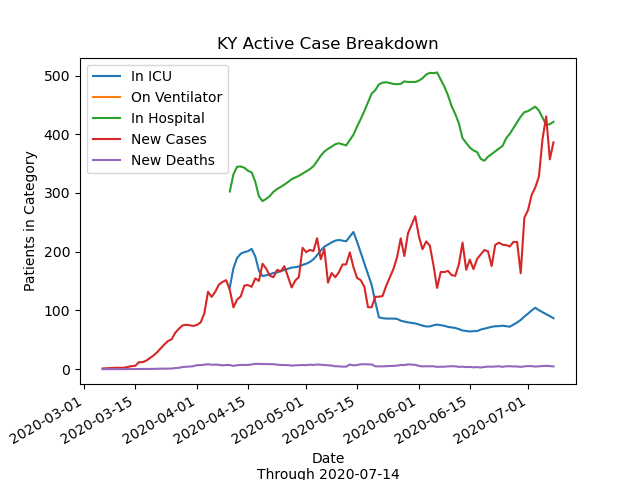 KY Active Case Breakdown
In ICU
On Ventilator
In Hospital
New Cases
New Deaths
500
400
300
200
100
0
Patients in Category
2020-03-01
2020-03-15
2020-04-01
2020-04-15
2020-05-01
2020-05-15
2020-06-01
2020-06-15
2020-07-01
Date
Through 2020-07-14